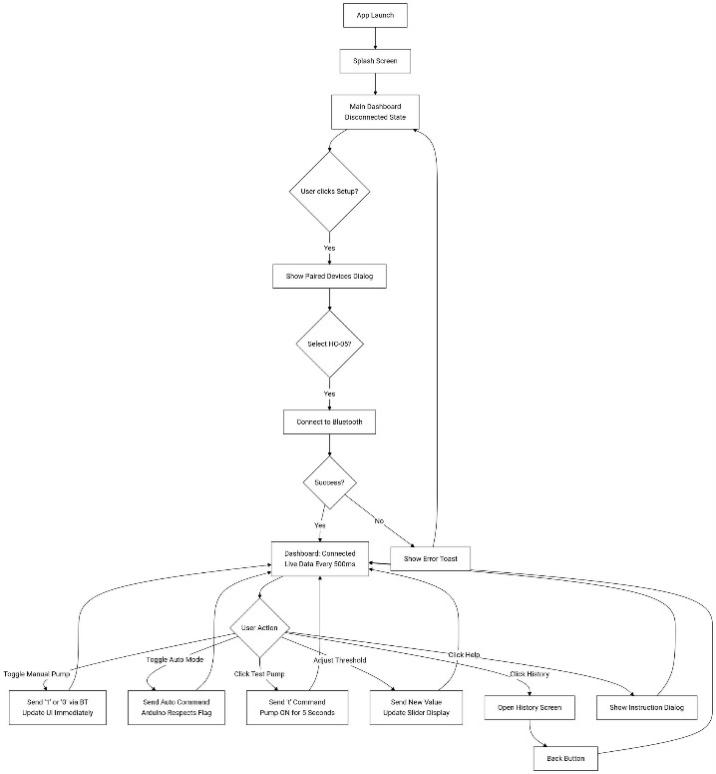 App Launch
Splash Screen
Main Dashboard
Disconnected State
User clicks Setup?
Yes
Show Paired Devices Dialog
Select HC-05?
Yes
Connect to Bluetooth
Success?
No
Yes
Dashboard: Connected
Live Data Every 500ms
Show Error Toast
User Action
Toggle Manual Pump
Toggle Auto Mode
Click Test Pump
Adjust Threshold
Click Help
Click History
Send '1' or '0' via BT
Update UI Immediately
Send Auto Command
Arduino Respects Flag
Send 't' Command
Pump ON for 5 Seconds
Send New Value
Update Slider Display
Open History Screen
Show Instruction Dialog
Back Button